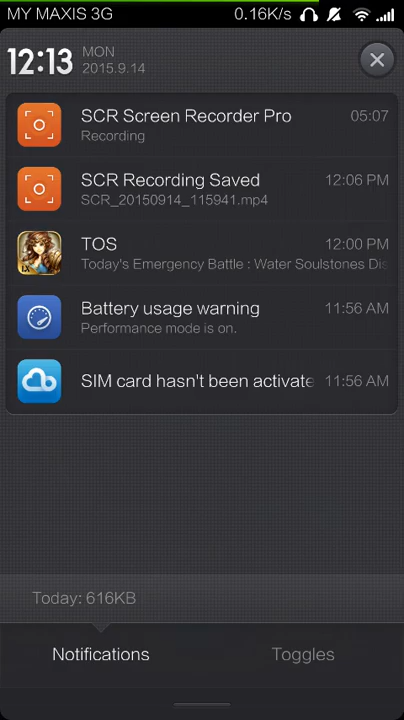 MY MAXIS 3G 0.16K/s
12:13 MON
2015.9.14
SCR Screen Recorder Pro 05:07
Recording
SCR Recording Saved 12:06 PM
SCR_20150914_115941.mp4
TOS 12:00 PM
Today's Emergency Battle : Water Soulstones Dis
Battery usage warning 11:56 AM
Performance mode is on.
SIM card hasn't been activate 11:56 AM
Today: 616KB
Notifications Toggles